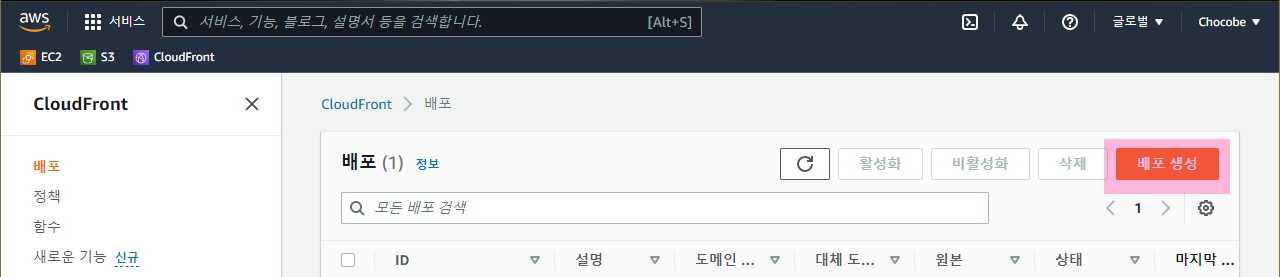 aws 서비스 서비스, 기능, 블로그, 설명서 등을 검색합니다. [Alt+S] 글로벌 Chocobe
EC2 S3 CloudFront
CloudFront
배포
정책
함수
새로운 기능 신규
CloudFront 배포
배포 (1) 정보 활성화 비활성화 삭제 배포 생성
모든 배포 검색 1
ID 설명 도메인 ... 대체 도... 원본 상태 마지막 ...